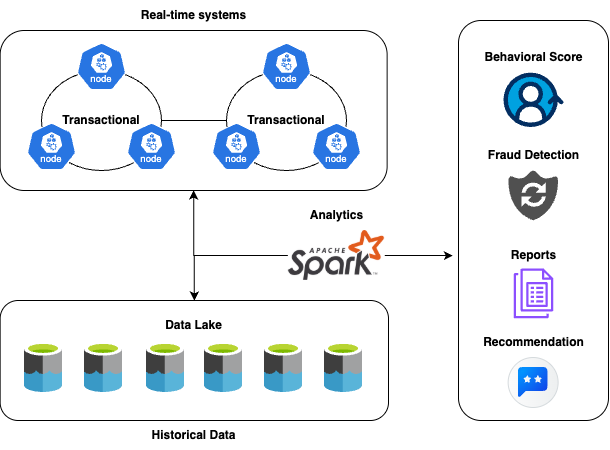 Real-time systems
node
node
Transactional
Transactional
node
node
node
node
Analytics
APACHE
Spark
Data Lake
Historical Data
Behavioral Score
Fraud Detection
Reports
Recommendation